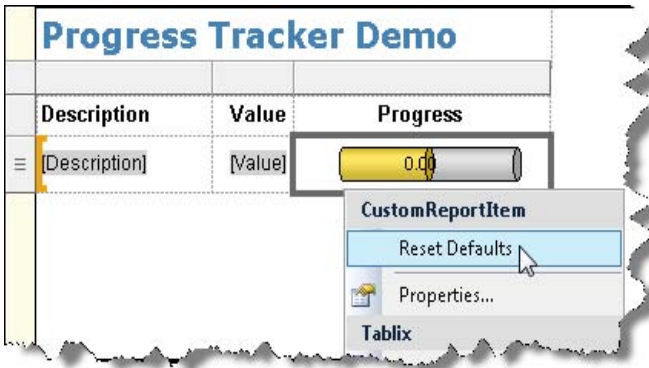 Progress Tracker Demo
Description Value Progress
[Description] [Value] 0.00
CustomReportItem
Reset Defaults
Properties...
Tablix